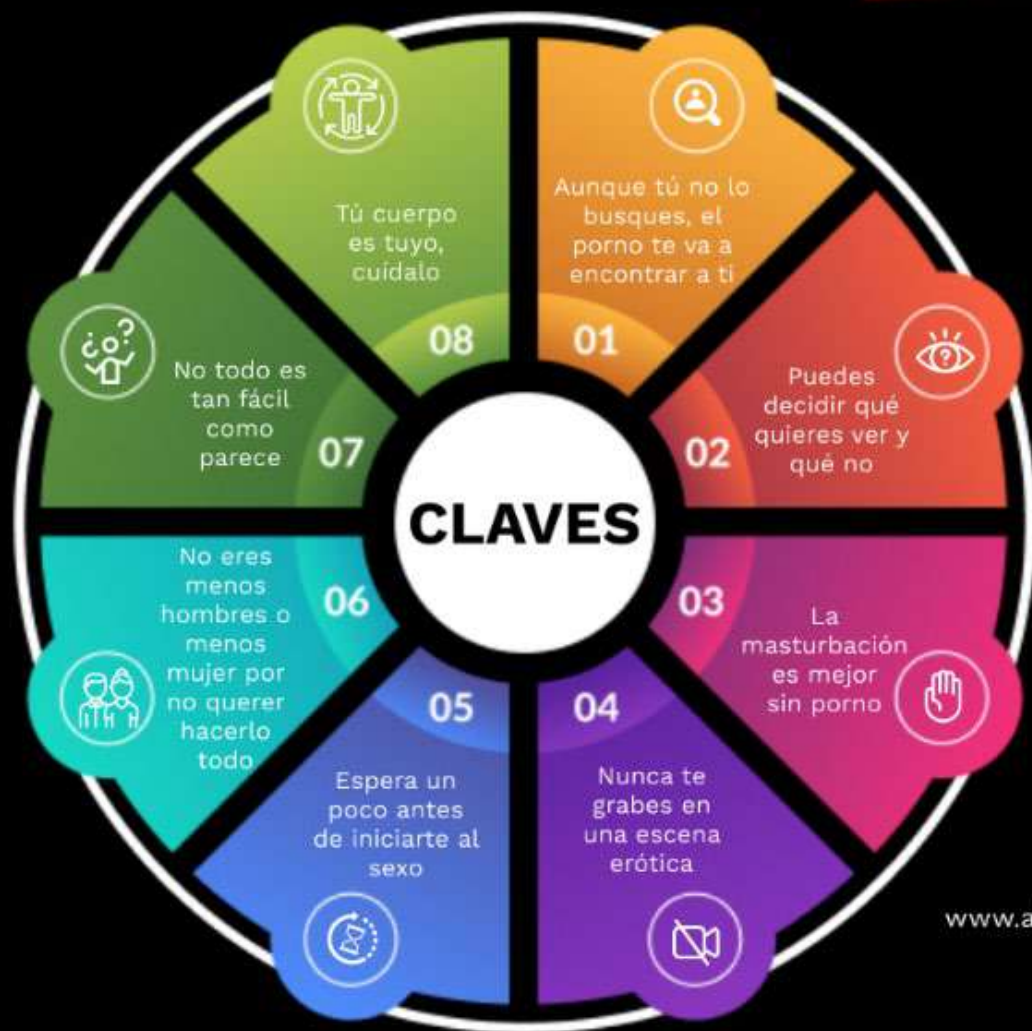 CLAVES
01
Aunque tú no lo
busques, el
porno te va a
encontrar a ti
02
Puedes
decidir qué
quieres ver y
qué no
03
La
masturbación
es mejor
sin porno
04
Nunca te
grabes en
una escena
erótica
05
Espera un
poco antes
de iniciarte al
sexo
06
No eres
menos
hombres o
menos
mujer por
no querer
hacerlo
todo
07
No todo es
tan fácil
como
parece
08
Tú cuerpo
es tuyo,
cuídalo
www.a